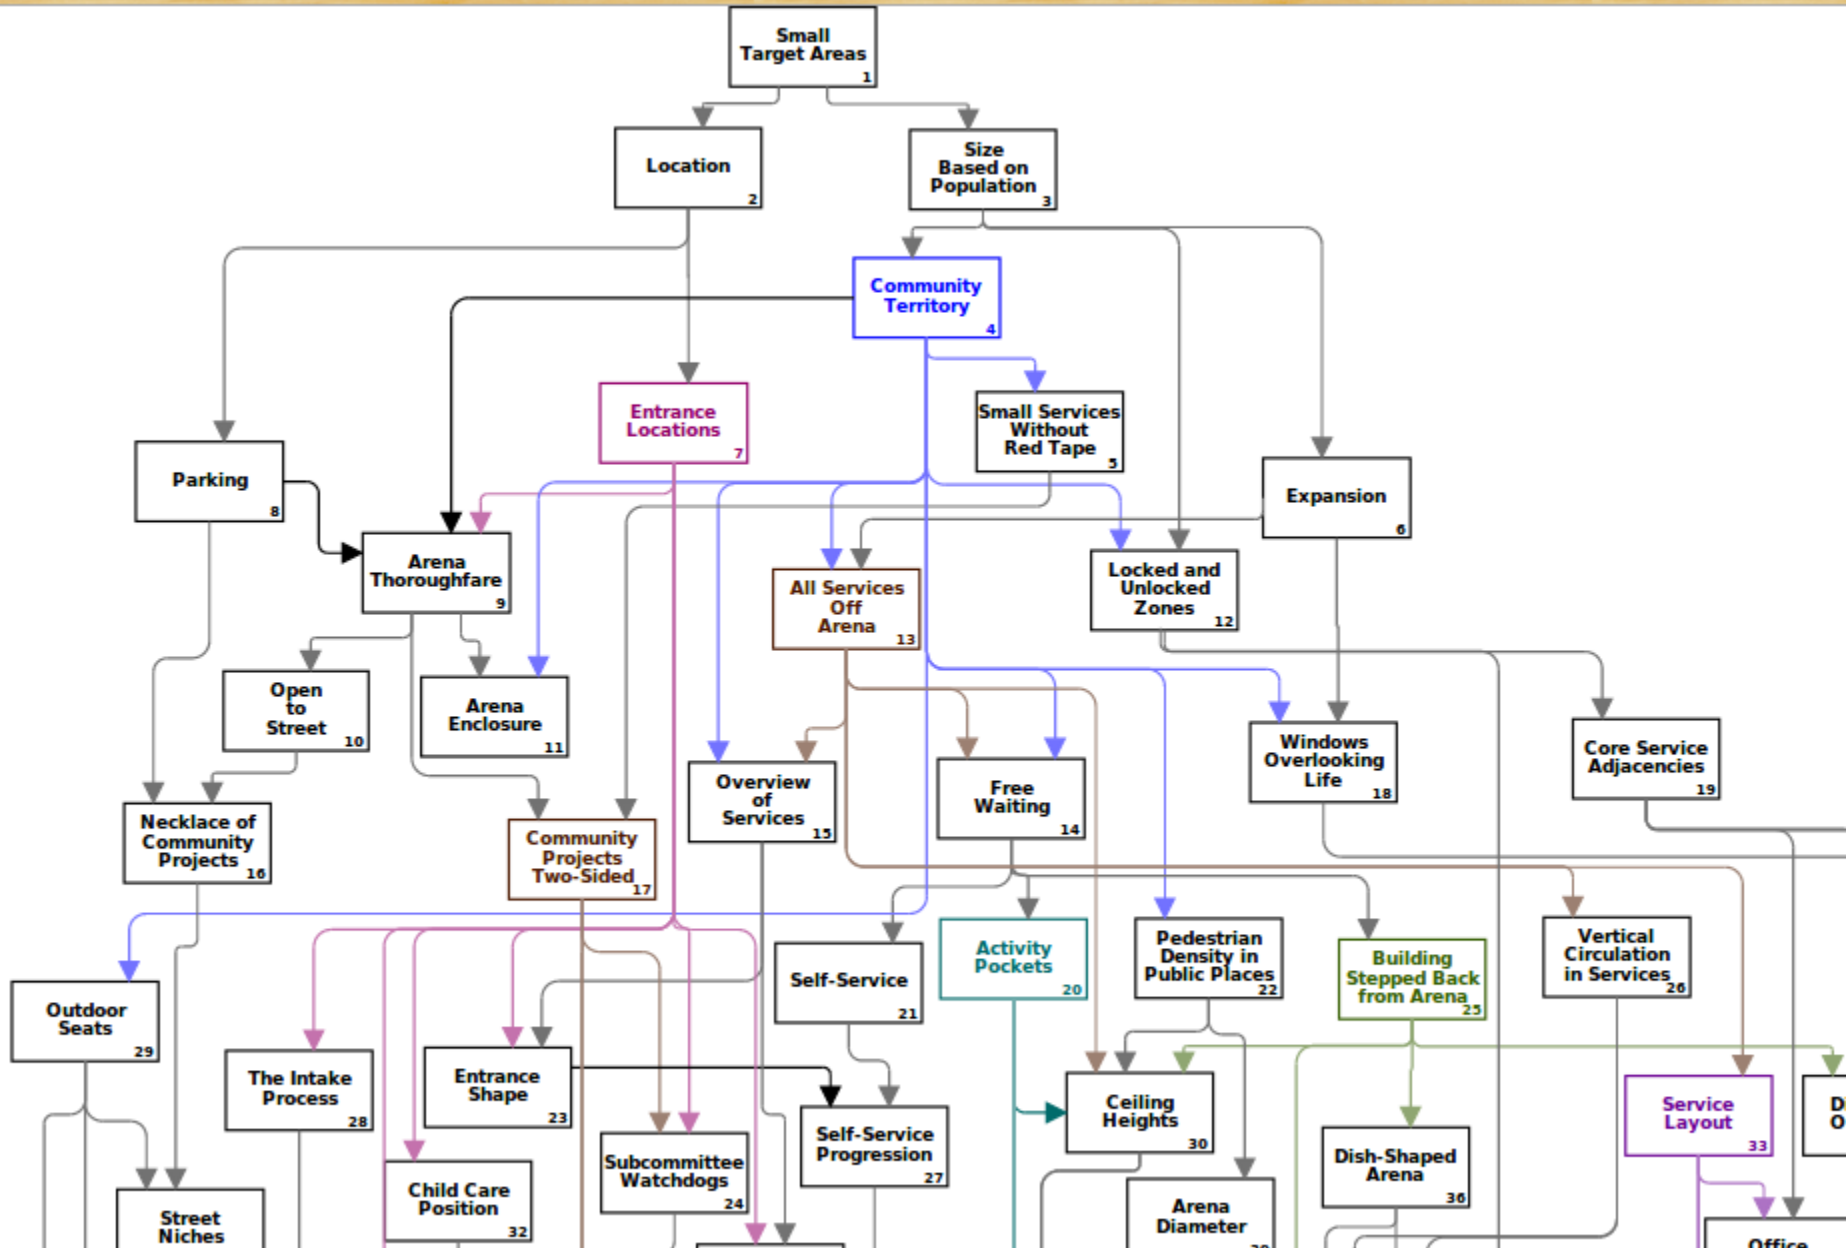 Small
Target Areas
1
Location
2
Size
Based on
Population
3
Community
Territory
4
Entrance
Locations
7
Small Services
Without
Red Tape
5
Parking
8
Expansion
6
Arena
Thoroughfare
9
All Services
Off
Arena
13
Locked and
Unlocked
Zones
12
Open
to
Street
10
Arena
Enclosure
11
Overview
of
Services
15
Free
Waiting
14
Windows
Overlooking
Life
18
Core Service
Adjacencies
19
Necklace of
Community
Projects
16
Community
Projects
Two-Sided
17
Outdoor
Seats
29
Self-Service
21
Activity
Pockets
20
Pedestrian
Density in
Public Places
22
Building
Stepped Back
from Arena
25
Vertical
Circulation
in Services
26
The Intake
Process
28
Entrance
Shape
23
Ceiling
Heights
30
Service
Layout
33
D
O
Self-Service
Progression
27
Subcommittee
Watchdogs
24
Dish-Shaped
Arena
36
Child Care
Position
32
Street
Niches
Arena
Diameter
Office